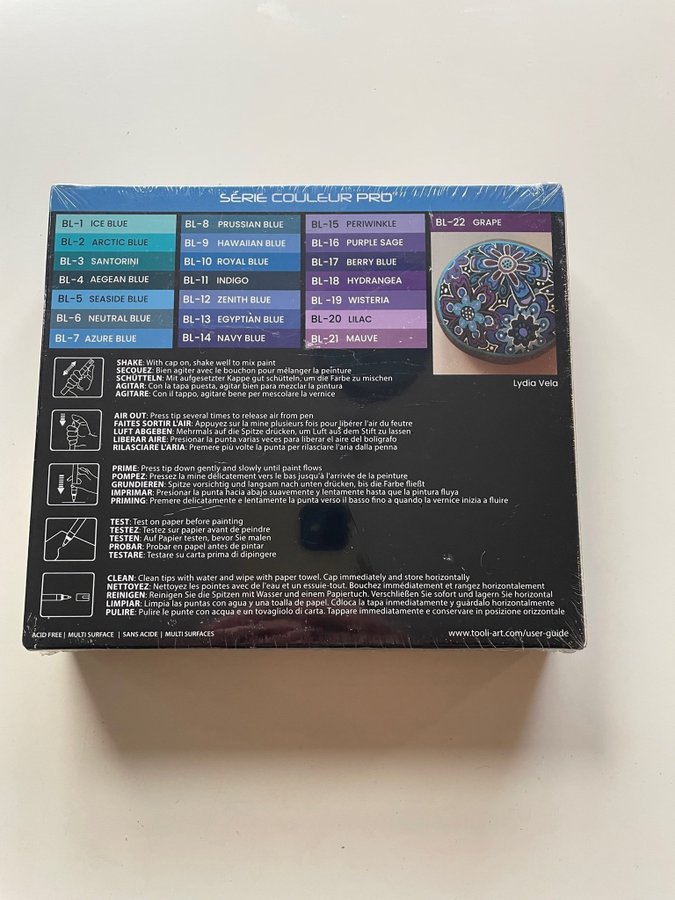 SÉRIE COULEUR PRO™
BL-1 ICE BLUE
BL-2 ARCTIC BLUE
BL-3 SANTORINI
BL-4 AEGEAN BLUE
BL-5 SEASIDE BLUE
BL-6 NEUTRAL BLUE
BL-7 AZURE BLUE
BL-8 PRUSSIAN BLUE
BL-9 HAWAIIAN BLUE
BL-10 ROYAL BLUE
BL-11 INDIGO
BL-12 ZENITH BLUE
BL-13 EGYPTIAN BLUE
BL-14 NAVY BLUE
BL-15 PERIWINKLE
BL-16 PURPLE SAGE
BL-17 BERRY BLUE
BL-18 HYDRANGEA
BL-19 WISTERIA
BL-20 LILAC
BL-21 MAUVE
BL-22 GRAPE
Lydia Vela
SHAKE: With cap on, shake well to mix paint
SECOUEZ: Bien agiter avec le bouchon pour mélanger la peinture
SCHÜTTELN: Mit aufgesetzter Kappe gut schütteln, um die Farbe zu mischen
AGITAR: Con la tapa puesta, agitar bien para mezclar la pintura
AGITARE: Con il tappo, agitare bene per mescolare la vernice
AIR OUT: Press tip several times to release air from pen
FAITES SORTIR L'AIR: Appuyez sur la mine plusieurs fois pour libérer l'air du feutre
LUFT ABGEBEN: Mehrmals auf die Spitze drücken, um Luft aus dem Stift zu lassen
LIBERAR AIRE: Presionar la punta varias veces para liberar el aire del boligrafo
RILASCIARE L'ARIA: Premere più volte la punta per rilasciare l'aria dalla penna
PRIME: Press tip down gently and slowly until paint flows
POMPEZ: Pressez la mine délicatement vers le bas jusqu'à l'arrivée de la peinture
GRUNDIEREN: Spitze vorsichtig und langsam nach unten drücken, bis die Farbe fließt
IMPRIMAR: Presionar la punta hacia abajo suavemente y lentamente hasta que la pintura fluya
PRIMING: Premere delicatamente e lentamente la punta verso il basso fino a quando la vernice inizia a fluire
TEST: Test on paper before painting
TESTEZ: Testez sur papier avant de peindre
TESTEN: Auf Papier testen, bevor Sie malen
PROBAR: Probar en papel antes de pintar
TESTARE: Testare su carta prima di dipingere
CLEAN: Clean tips with water and wipe with paper towel. Cap immediately and store horizontally
NETTOYEZ: Nettoyez les pointes avec de l'eau et un essuie-tout. Bouchez immédiatement et rangez horizontalement
REINIGEN: Reinigen Sie die Spitzen mit Wasser und einem Papiertuch. Verschließen Sie sofort und lagern Sie horizontal
LIMPIAR: Limpia las puntas con agua y una toalla de papel. Cdloca la tapa inmediatamente y guárdalo horizontalmente
PULIRE: Pulire le punte con acqua e un tovagliolo di carta. Tappare immediatamente e conservare in posizione orizzontale
ACID FREE | MULTI SURFACE | SANS ACIDE | MULTI SURFACES
www.tooli-art.com/user-guide